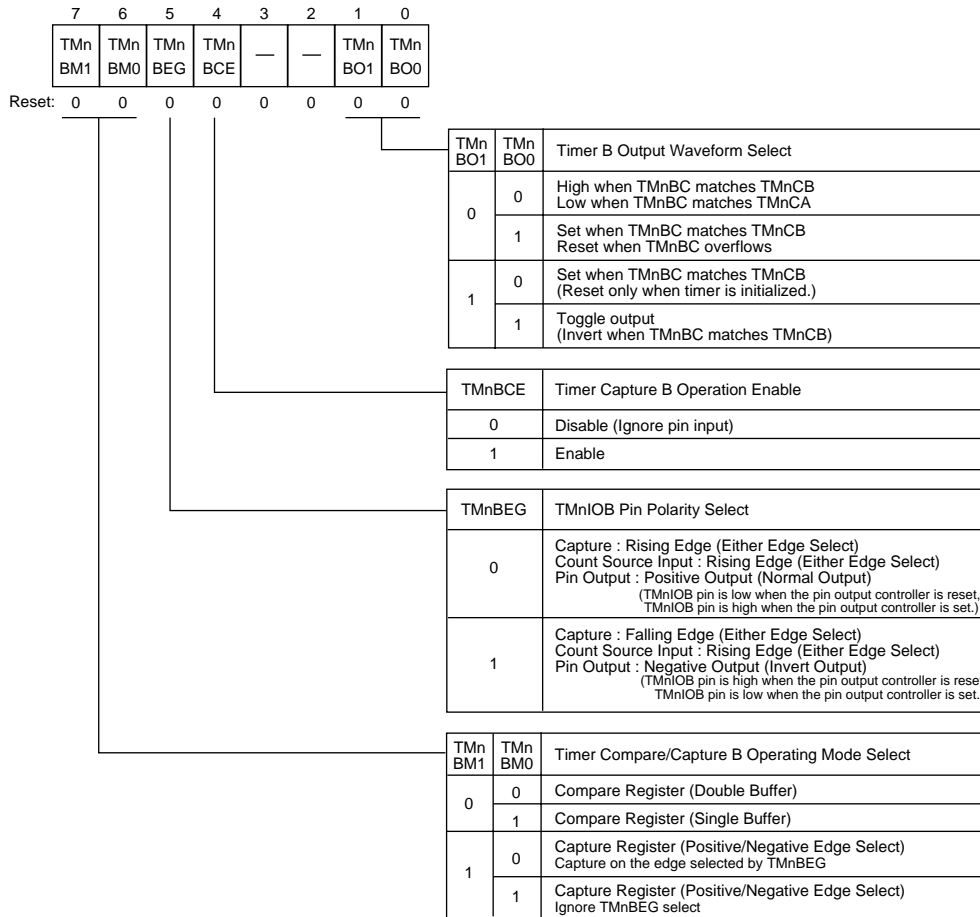 7 6 5 4 3 2 1 0
TMn TMn TMn TMn — — TMn TMn
BM1 BM0 BEG BCE BO1 BO0
Reset: 0 0 0 0 0 0 0 0
TMn TMn
BO1 BO0 Timer B Output Waveform Select
0 0 High when TMnBC matches TMnCB
Low when TMnBC matches TMnCA
1 Set when TMnBC matches TMnCB
Reset when TMnBC overflows
1 0 Set when TMnBC matches TMnCB
(Reset only when timer is initialized.)
1 Toggle output
(Invert when TMnBC matches TMnCB)
TMnBCE Timer Capture B Operation Enable
0 Disable (Ignore pin input)
1 Enable
TMnBEG TMnIOB Pin Polarity Select
0 Capture : Rising Edge (Either Edge Select)
Count Source Input : Rising Edge (Either Edge Select)
Pin Output : Positive Output (Normal Output)
(TMnIOB pin is low when the pin output controller is reset,
TMnIOB pin is high when the pin output controller is set.)
1 Capture : Falling Edge (Either Edge Select)
Count Source Input : Rising Edge (Either Edge Select)
Pin Output : Negative Output (Invert Output)
(TMnIOB pin is high when the pin output controller is rese
TMnIOB pin is low when the pin output controller is set.
TMn TMn
BM1 BM0 Timer Compare/Capture B Operating Mode Select
0 0 Compare Register (Double Buffer)
1 Compare Register (Single Buffer)
1 0 Capture Register (Positive/Negative Edge Select)
Capture on the edge selected by TMnBEG
1 Capture Register (Positive/Negative Edge Select)
Ignore TMnBEG select